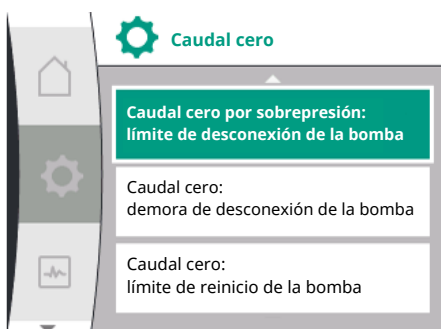 Caudal cero
Caudal cero por sobrepresión:
límite de desconexión de la bomba
Caudal cero:
demora de desconexión de la bomba
Caudal cero:
límite de reinicio de la bomba